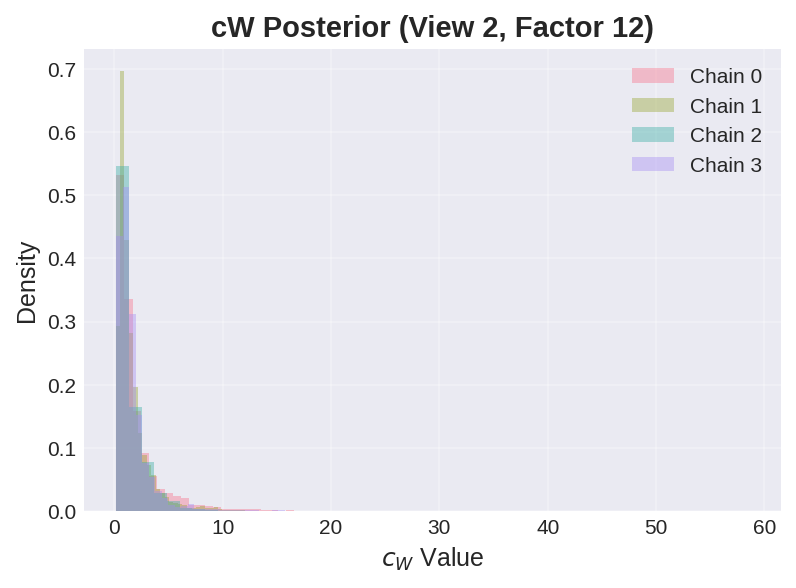 cW Posterior (View 2, Factor 12)
Chain 0
Chain 1
Chain 2
Chain 3
0.7
0.6
0.5
0.4
0.3
0.2
0.1
0.0
Density
0 10 20 30 40 50 60
c_W Value